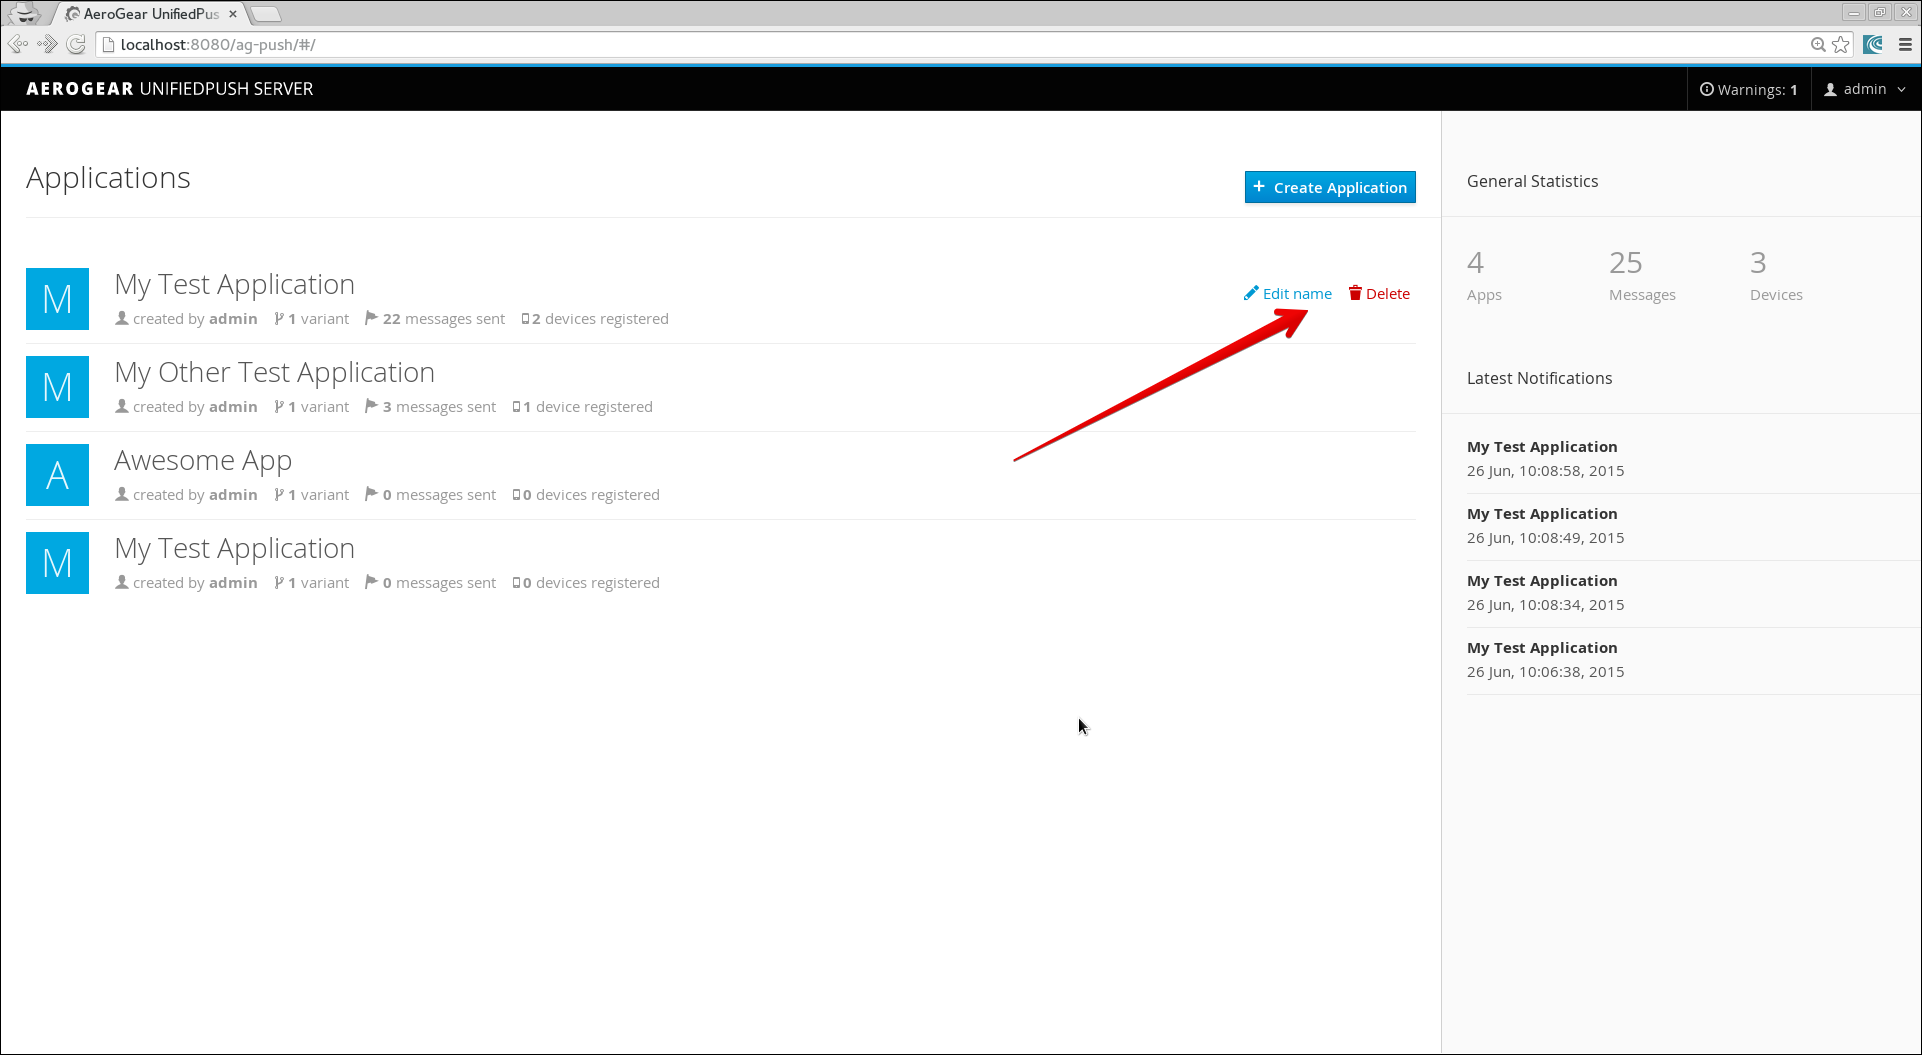 AeroGear UnifiedPus
localhost:8080/ag-push/#/
AEROGEAR UNIFIEDPUSH SERVER
Warnings: 1
admin
Applications
+ Create Application
M
My Test Application
created by admin 1 variant 22 messages sent 2 devices registered
Edit name
Delete
M
My Other Test Application
created by admin 1 variant 3 messages sent 1 device registered
A
Awesome App
created by admin 1 variant 0 messages sent 0 devices registered
M
My Test Application
created by admin 1 variant 0 messages sent 0 devices registered
General Statistics
4 25 3
Apps Messages Devices
Latest Notifications
My Test Application
26 Jun, 10:08:58, 2015
My Test Application
26 Jun, 10:08:49, 2015
My Test Application
26 Jun, 10:08:34, 2015
My Test Application
26 Jun, 10:06:38, 2015